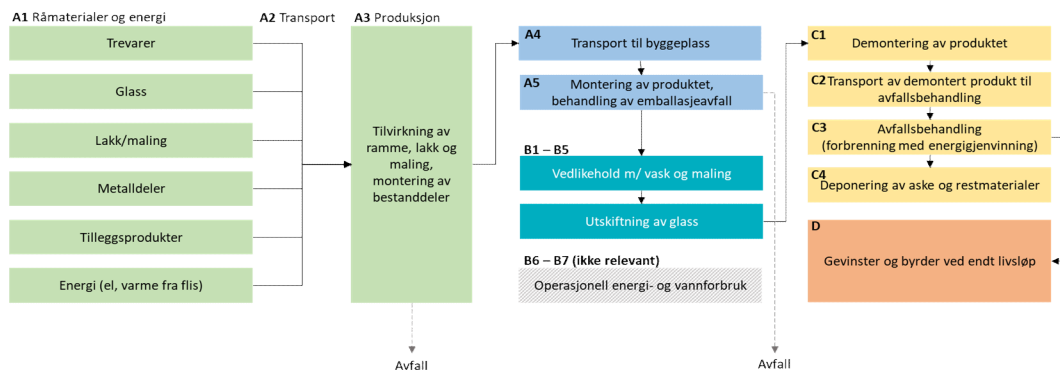 A1 Råmaterialer og energi
Trevarer
Glass
Lakk/maling
Metalldeler
Tilleggsprodukter
Energi (el, varme fra flis)
A2 Transport
A3 Produksjon
Tilvirkning av
ramme, lakk og
maling,
montering av
bestanddeler
Avfall
A4
Transport til byggeplass
A5
Montering av produktet,
behandling av emballasjeavfall
B1 – B5
Vedlikehold m/ vask og maling
Utskiftning av glass
B6 – B7 (ikke relevant)
Operasjonell energi- og vannforbruk
Avfall
C1
Demontering av produktet
C2
Transport av demontert produkt til
avfallsbehandling
C3
Avfallsbehandling
(forbrenning med energigjenvinning)
C4
Deponering av aske og restmaterialer
D
Gevinster og byrder ved endt livsløp